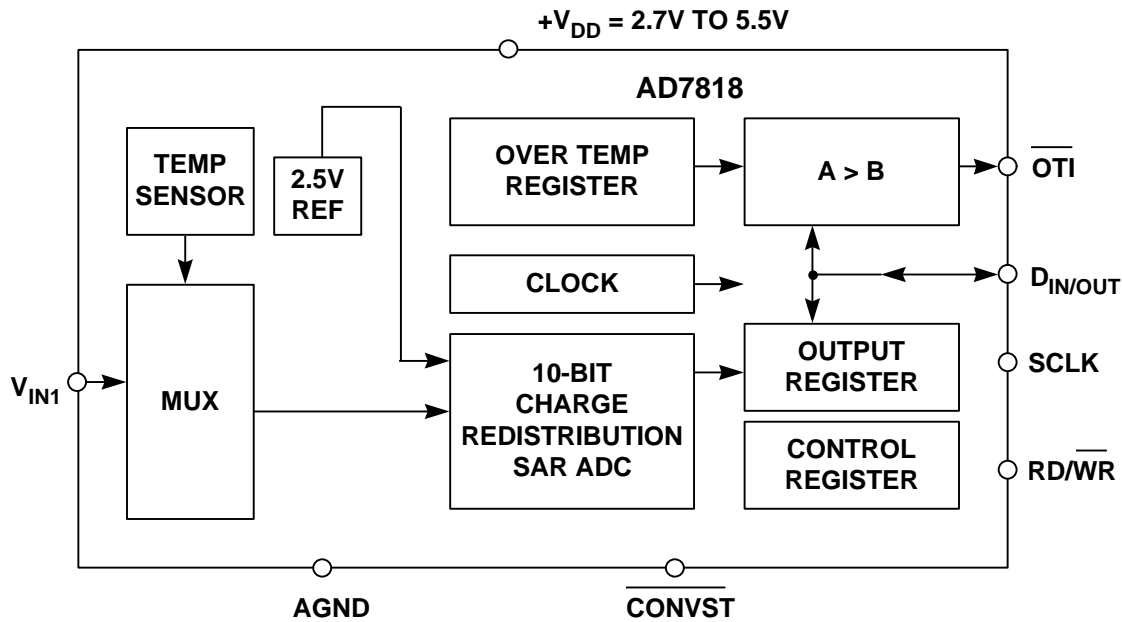 +VDD = 2.7V TO 5.5V
AD7818
TEMP
SENSOR
2.5V
REF
OVER TEMP
REGISTER
A > B
OTI
CLOCK
DIN/OUT
VIN1
MUX
10-BIT
CHARGE
REDISTRIBUTION
SAR ADC
OUTPUT
REGISTER
SCLK
CONTROL
REGISTER
RD/WR
AGND
CONVST